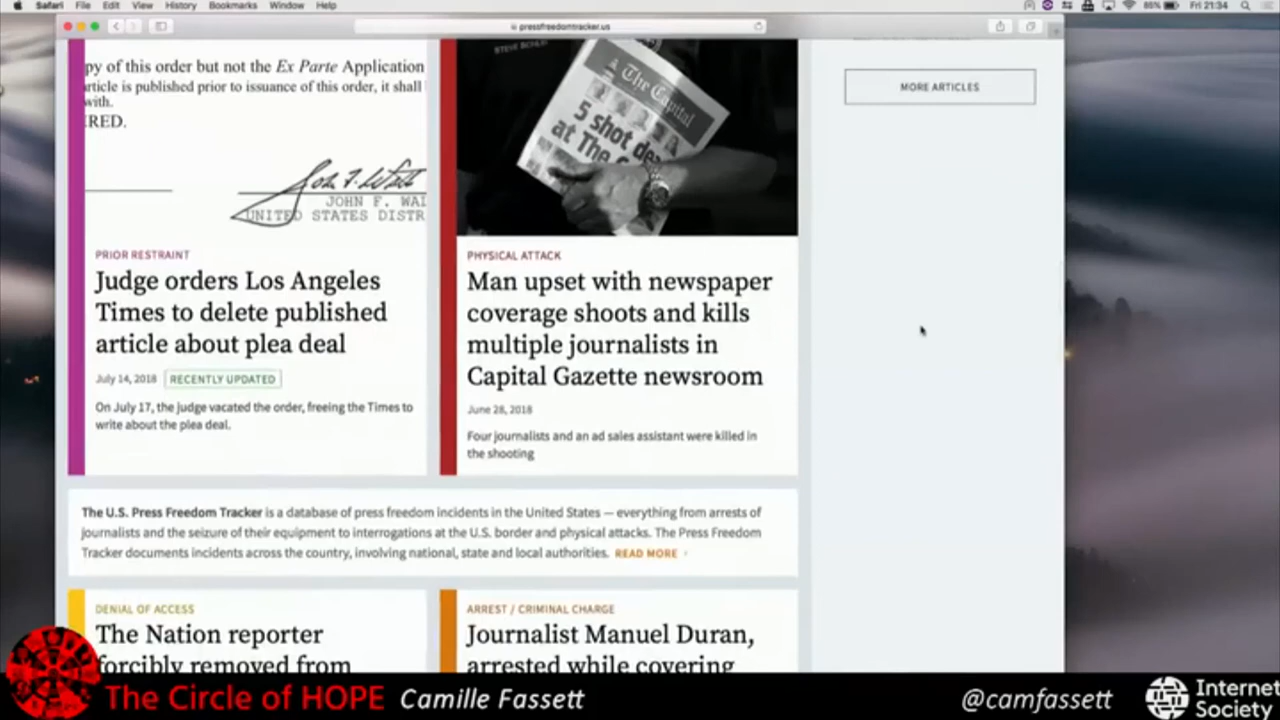 Safari File Edit View History Bookmarks Window Help
86% Fri 21:34
pressfreedomtracker.us
py of this order but not the Ex Parte Application
rticle is published prior to issuance of this order, it shall
with.
RED.
JOHN F. WAL
UNITED STATES DISTR
PRIOR RESTRAINT
Judge orders Los Angeles
Times to delete published
article about plea deal
July 14, 2018 RECENTLY UPDATED
On July 17, the judge vacated the order, freeing the Times to
write about the plea deal.
The Capital
5 shot de
at The
PHYSICAL ATTACK
Man upset with newspaper
coverage shoots and kills
multiple journalists in
Capital Gazette newsroom
June 28, 2018
Four journalists and an ad sales assistant were killed in
the shooting
MORE ARTICLES
The U.S. Press Freedom Tracker is a database of press freedom incidents in the United States — everything from arrests of
journalists and the seizure of their equipment to interrogations at the U.S. border and physical attacks. The Press Freedom
Tracker documents incidents across the country, involving national, state and local authorities. READ MORE
DENIAL OF ACCESS
The Nation reporter
forcibly removed from
ARREST / CRIMINAL CHARGE
Journalist Manuel Duran,
arrested while covering
The Circle of HOPE Camille Fassett @camfassett Internet
Society